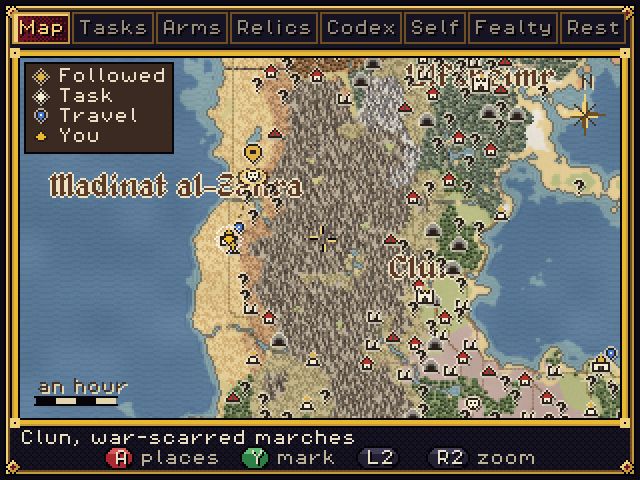 Map Tasks Arms Relics Codex Self Fealty Rest
Followed
Task
Travel
You
N
Madinat al-Zahra
Clun
an hour
Clun, war-scarred marches
A places Y mark L2 R2 zoom